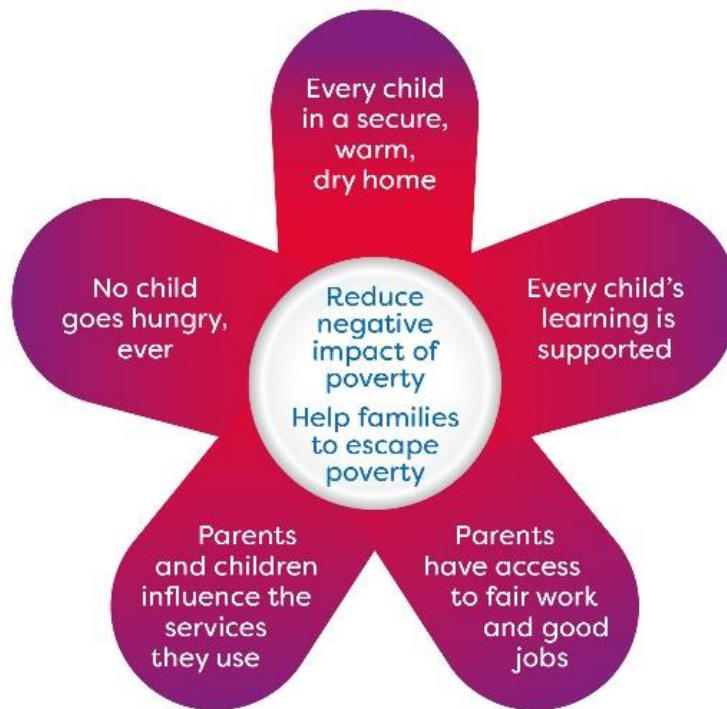 Every child
in a secure,
warm,
dry home
No child
goes hungry,
ever
Reduce
negative
impact of
poverty
Help families
to escape
poverty
Every child's
learning is
supported
Parents
and children
influence the
services
they use
Parents
have access
to fair work
and good
jobs